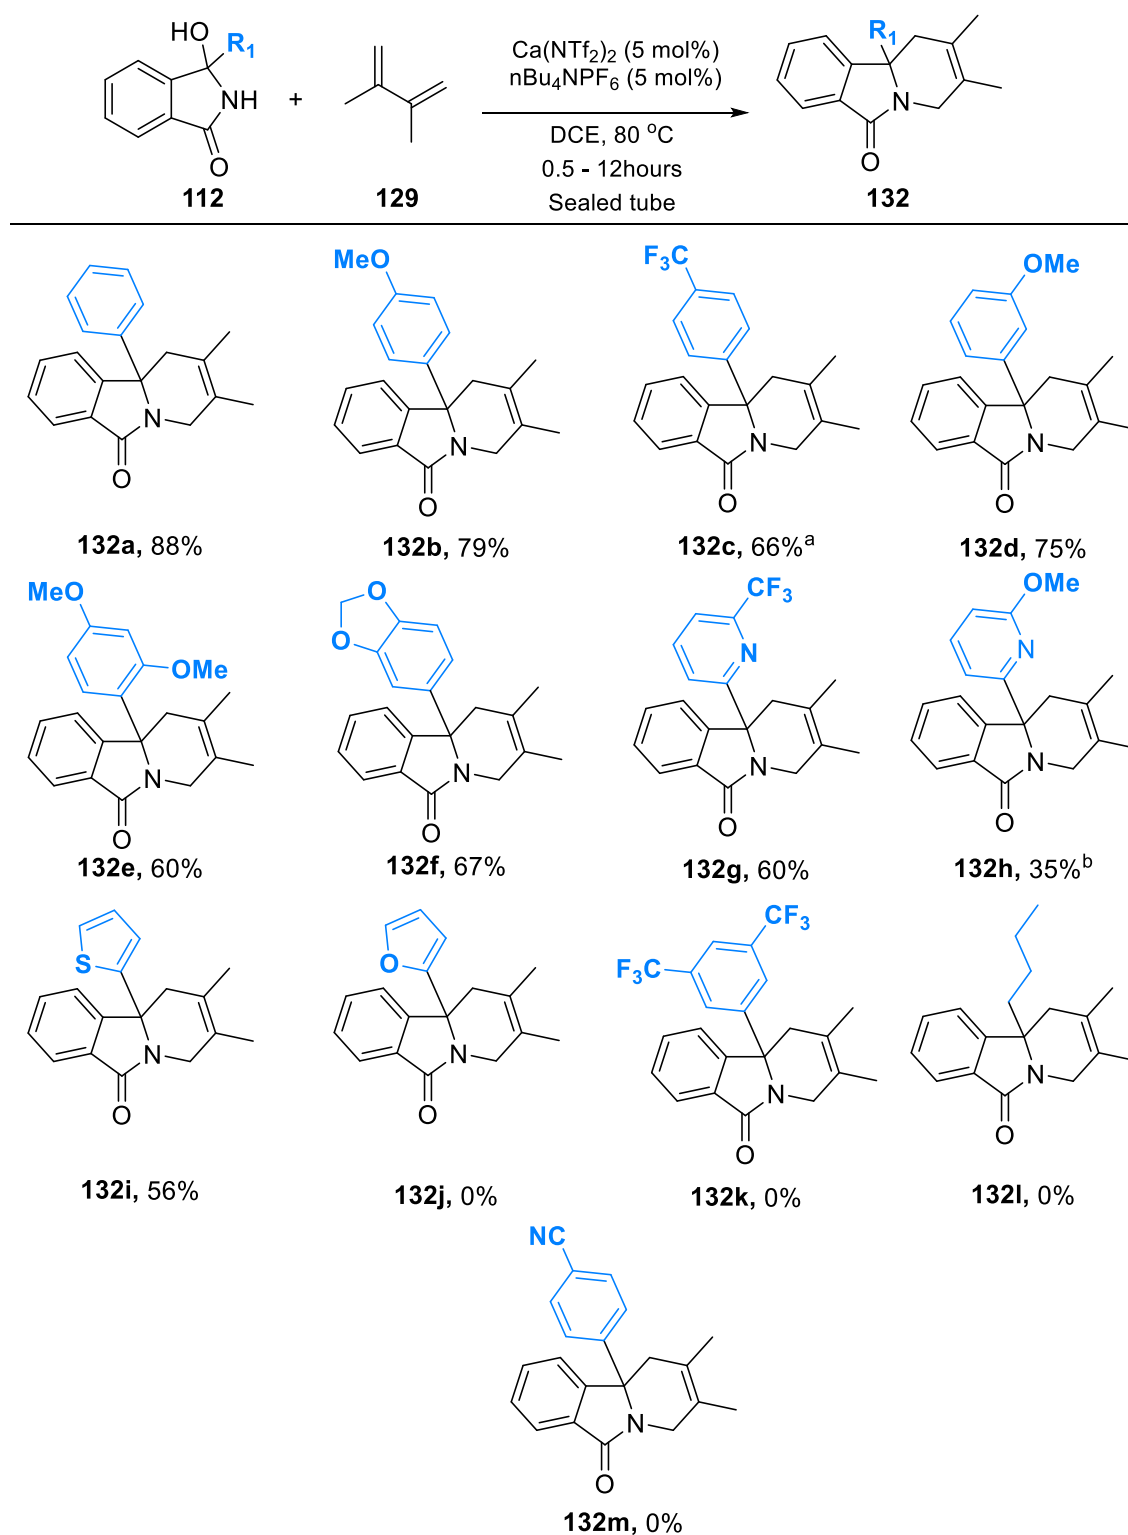 HO
R1
NH
O
+
Ca(NTf2)2 (5 mol%)
nBu4NPF6 (5 mol%)
DCE, 80 oC
0.5 - 12hours
Sealed tube
R1
N
O
112
129
132
N
O
132a, 88%
MeO
N
O
132b, 79%
F3C
N
O
132c, 66%a
OMe
N
O
132d, 75%
MeO
OMe
N
O
132e, 60%
O
O
N
O
132f, 67%
CF3
N
N
O
132g, 60%
OMe
N
N
O
132h, 35%b
S
N
O
132i, 56%
O
N
O
132j, 0%
CF3
F3C
N
O
132k, 0%
N
O
132l, 0%
NC
N
O
132m, 0%